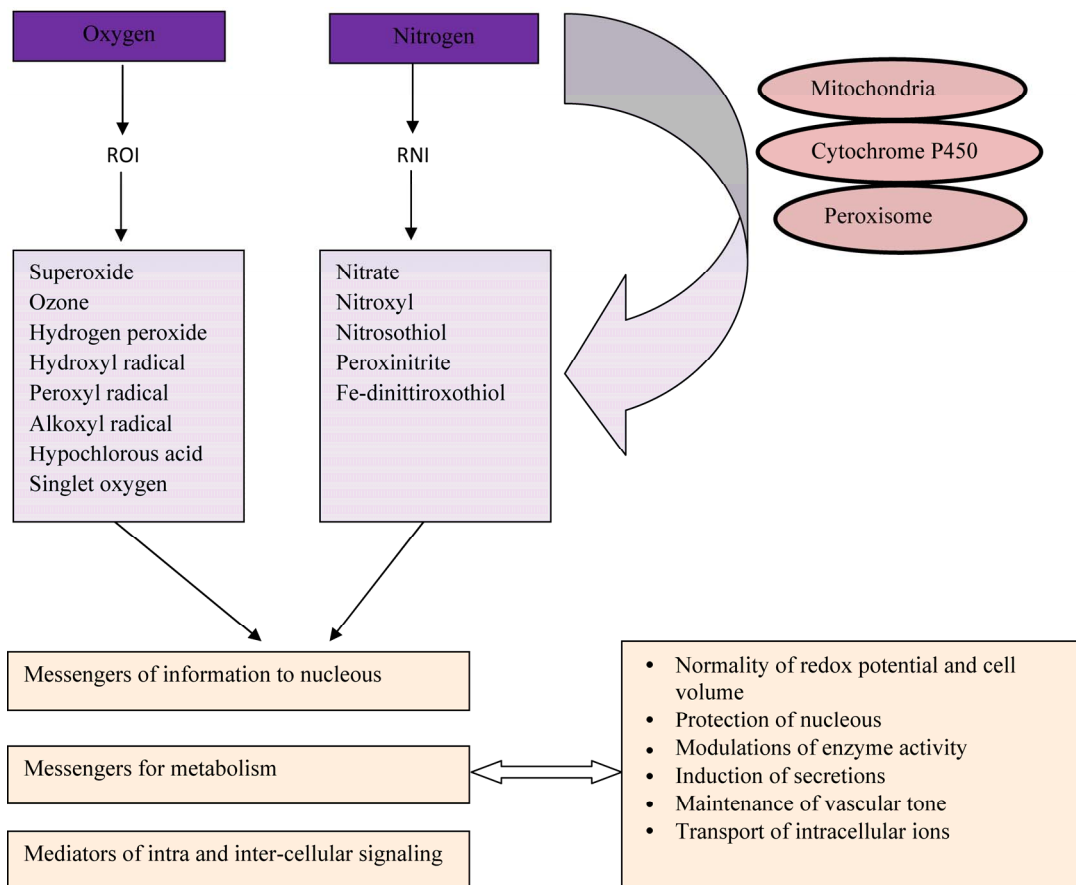 Oxygen
Nitrogen
ROI
RNI
Mitochondria
Cytochrome P450
Peroxisome
Superoxide
Ozone
Hydrogen peroxide
Hydroxyl radical
Peroxyl radical
Alkoxyl radical
Hypochlorous acid
Singlet oxygen
Nitrate
Nitroxyl
Nitrosothiol
Peroxinitrite
Fe-dinittiroxothiol
Messengers of information to nucleous
Messengers for metabolism
Mediators of intra and inter-cellular signaling
• Normality of redox potential and cell
volume
• Protection of nucleous
• Modulations of enzyme activity
• Induction of secretions
• Maintenance of vascular tone
• Transport of intracellular ions